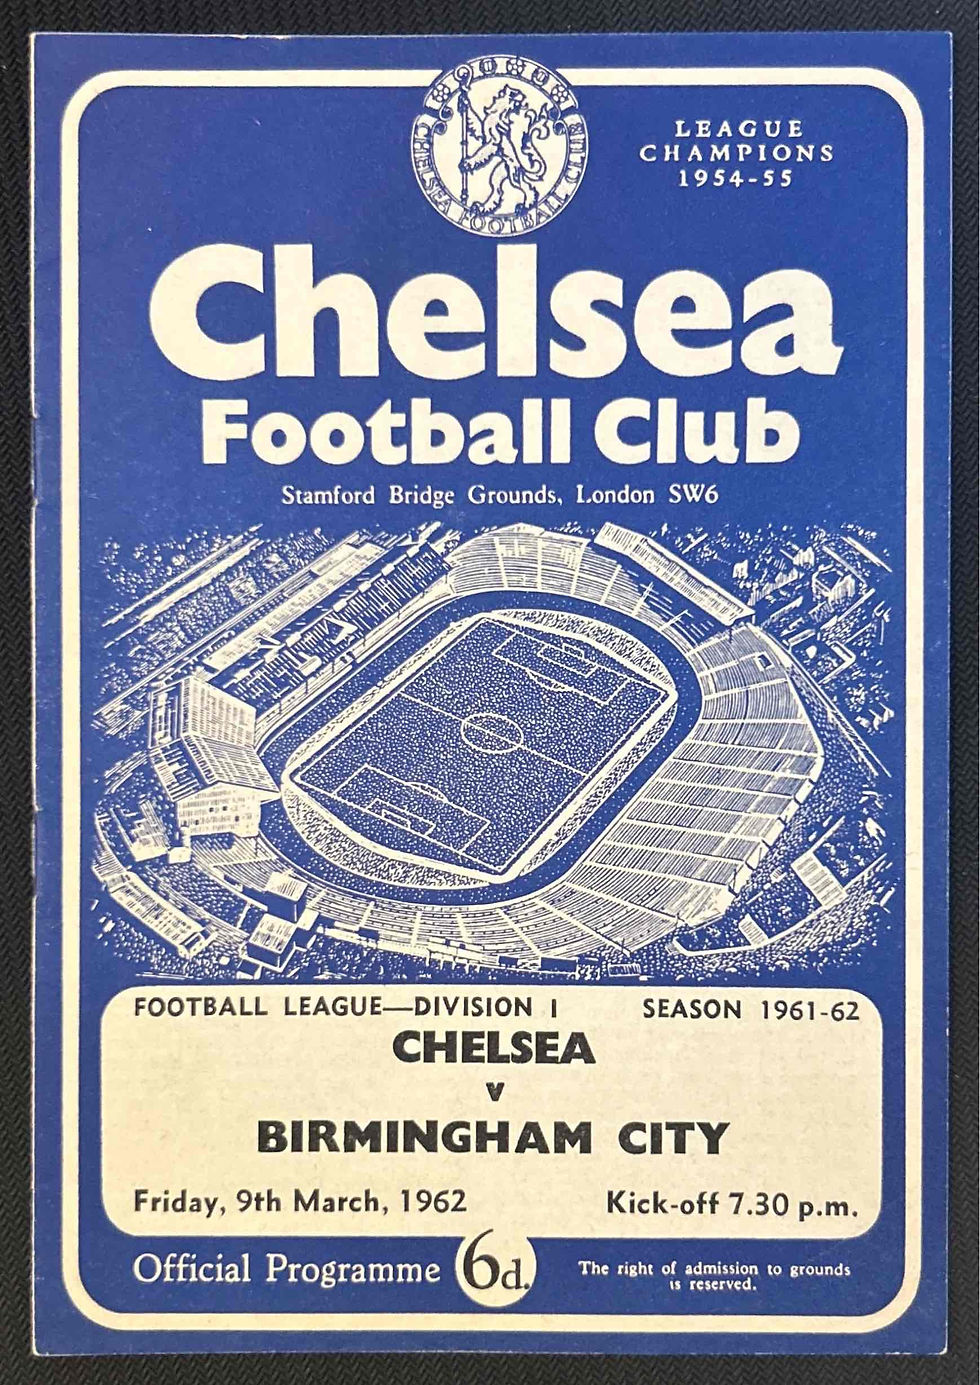 CHELSEA FOOTBALL CLUB
LEAGUE
CHAMPIONS
1954-55
Chelsea
Football Club
Stamford Bridge Grounds, London SW6
FOOTBALL LEAGUE—DIVISION I SEASON 1961-62
CHELSEA
v
BIRMINGHAM CITY
Friday, 9th March, 1962 Kick-off 7.30 p.m.
Official Programme 6d. The right of admission to grounds
is reserved.